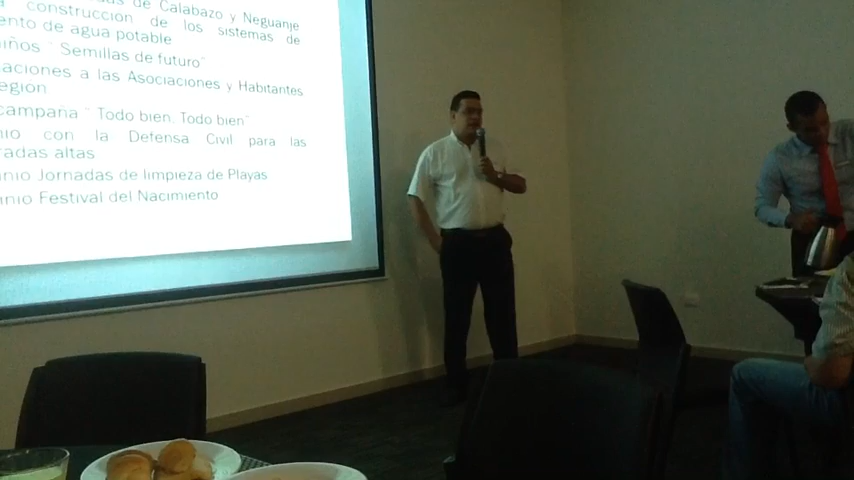 de Calabazo y Neguanje
construccion de los sistemas de
ento de agua potable
iños " Semillas de futuro"
aciones a las Asociaciones y Habitantes
egion
campaña " Todo bien, Todo bien"
nio con la Defensa Civil para las
radas altas
nio Jornadas de limpieza de Playas
nio Festival del Nacimiento